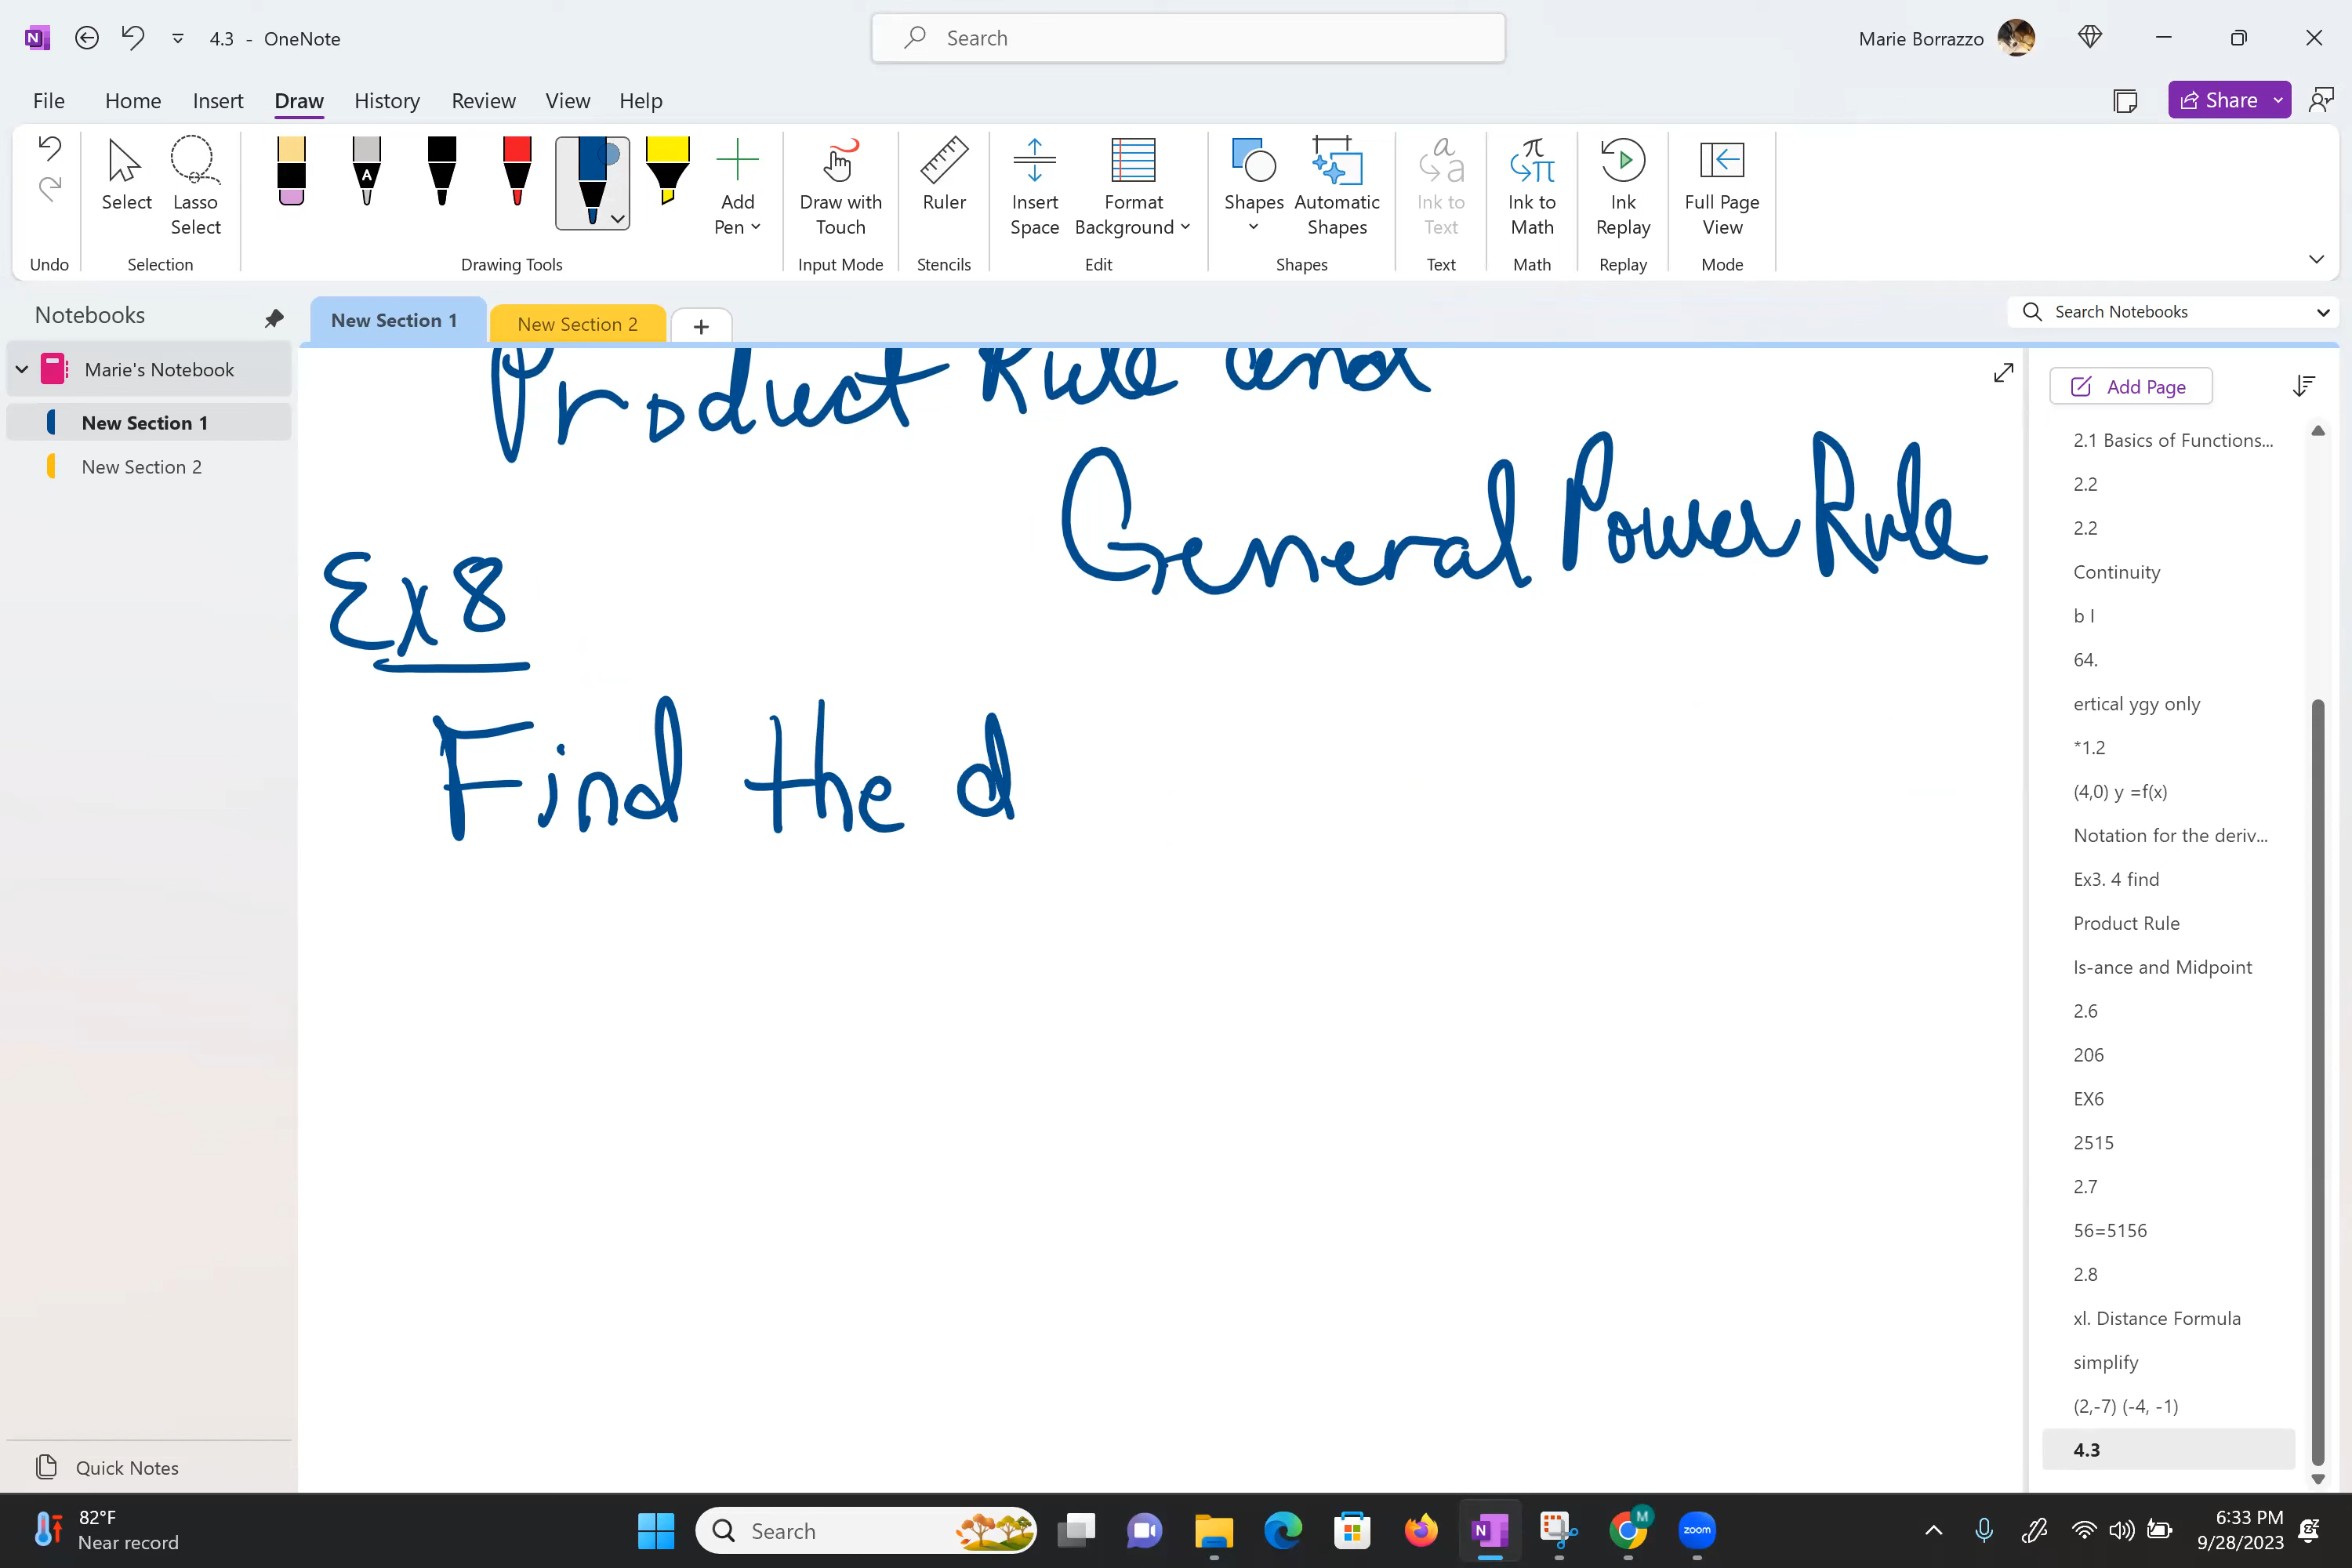 4.3 - OneNote
Search
Marie Borrazzo
File Home Insert Draw History Review View Help
Share
A
Select
Lasso Select
Add Pen
Draw with Touch
Ruler
Insert Space
Format Background
Shapes
Automatic Shapes
Ink to Text
Ink to Math
Ink Replay
Full Page View
Undo Selection Drawing Tools Input Mode Stencils Edit Shapes Text Math Replay Mode
Notebooks
Marie's Notebook
New Section 1
New Section 2
Quick Notes
New Section 1 New Section 2 +
Search Notebooks
Product Rule and
General Power Rule
Ex 8
Find the d
Add Page
2.1 Basics of Functions...
2.2
2.2
Continuity
b I
64.
ertical ygy only
*1.2
(4,0) y =f(x)
Notation for the deriv...
Ex3. 4 find
Product Rule
Is-ance and Midpoint
2.6
206
EX6
2515
2.7
56=5156
2.8
xl. Distance Formula
simplify
(2,-7) (-4, -1)
4.3
82°F
Near record
Search
M
zoom
6:33 PM
9/28/2023